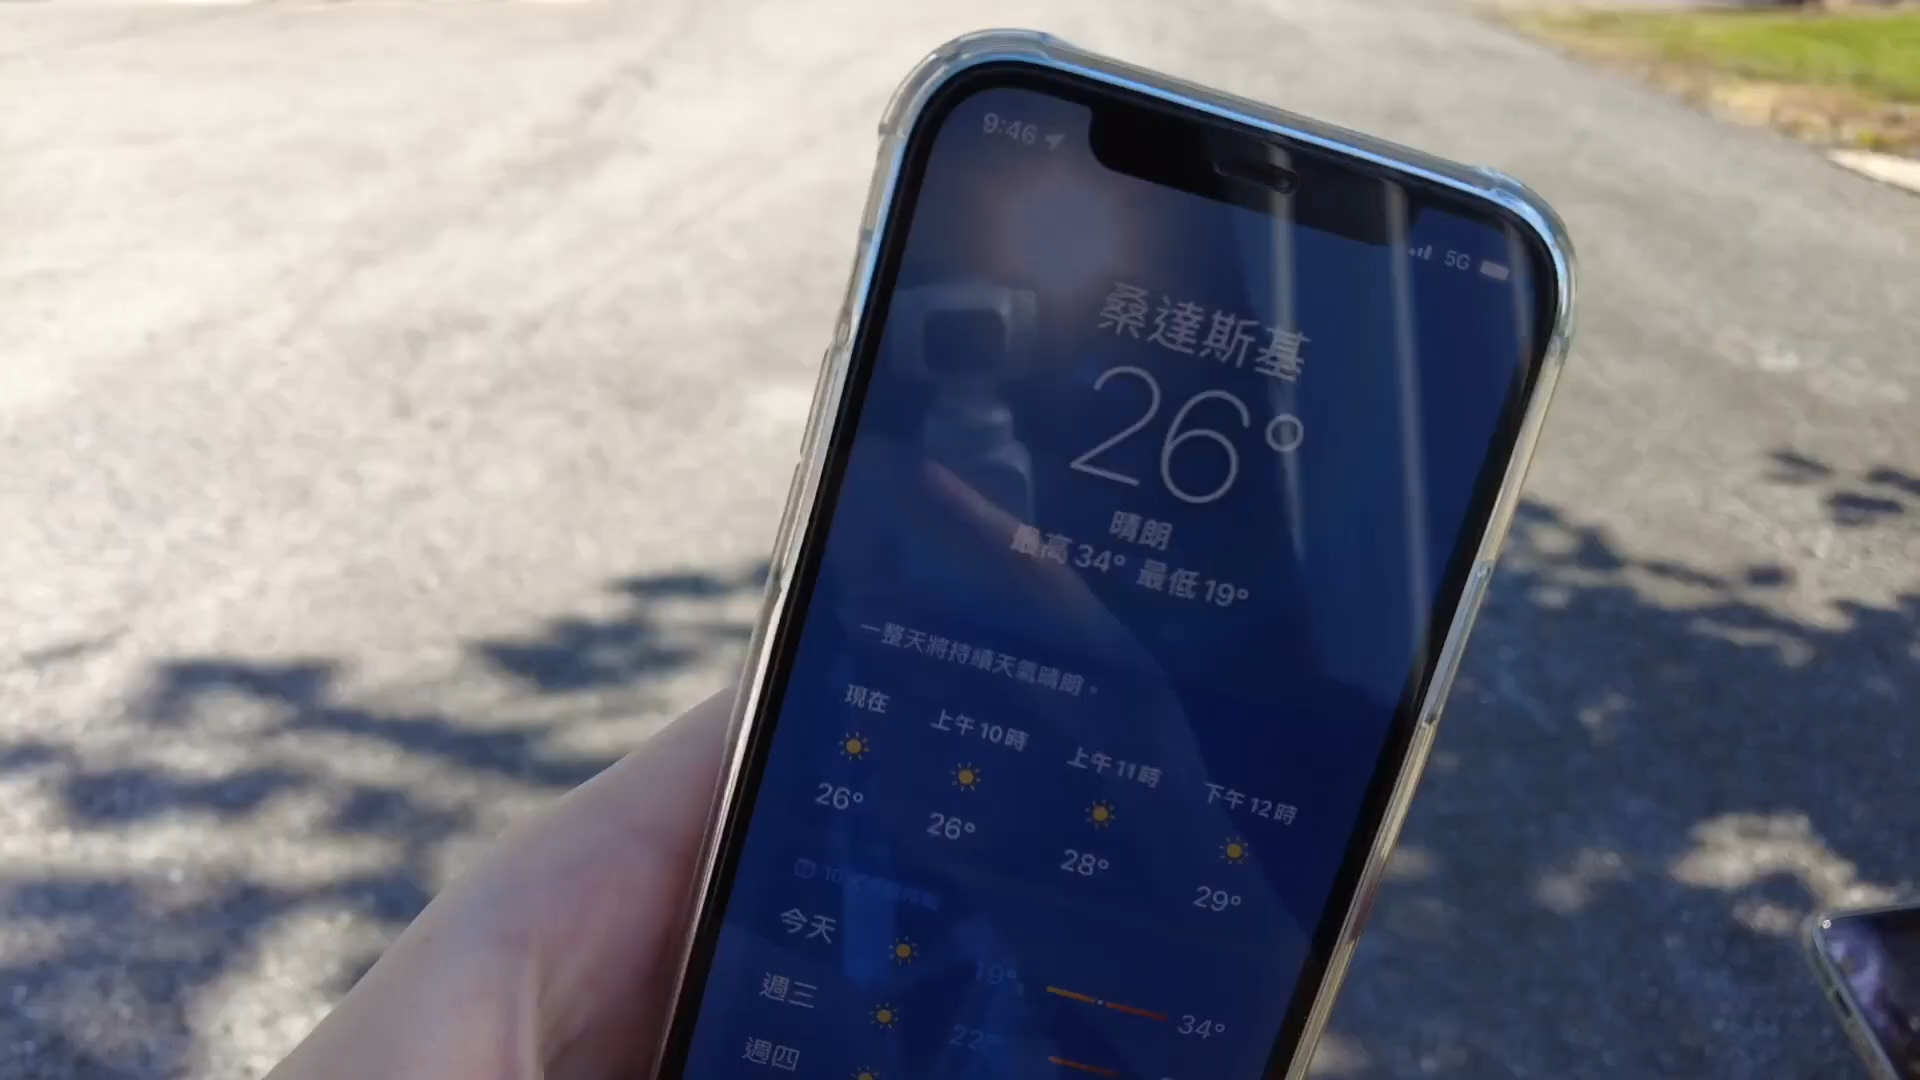 9:46
5G
桑達斯基
26°
晴朗
最高 34° 最低 19°
一整天將持續天氣晴朗。
現在 上午10時 上午11時 下午12時
26° 26° 28° 29°
今天 19° 34°
週三 22°
週四